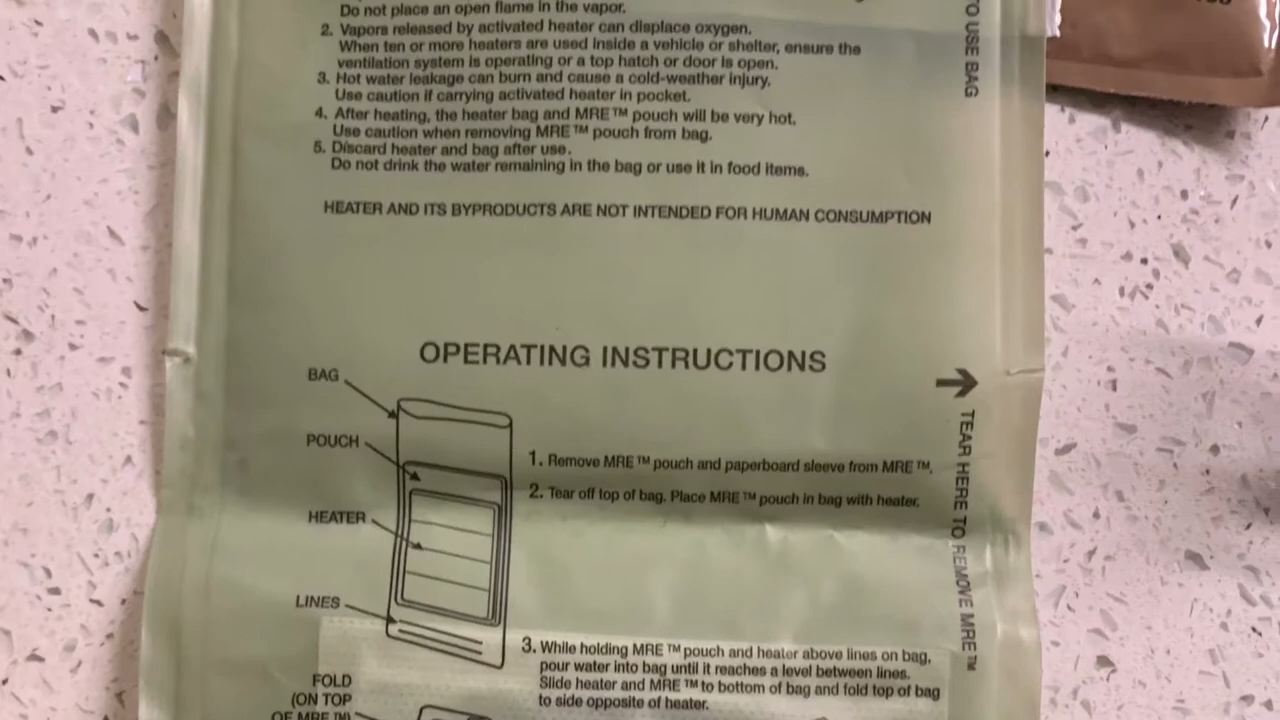 Do not place an open flame in the vapor.
2. Vapors released by activated heater can displace oxygen.
When ten or more heaters are used inside a vehicle or shelter, ensure the
ventilation system is operating or a top hatch or door is open.
3. Hot water leakage can burn and cause a cold-weather injury.
Use caution if carrying activated heater in pocket.
4. After heating, the heater bag and MRE™ pouch will be very hot.
Use caution when removing MRE™ pouch from bag.
5. Discard heater and bag after use.
Do not drink the water remaining in the bag or use it in food items.
HEATER AND ITS BYPRODUCTS ARE NOT INTENDED FOR HUMAN CONSUMPTION
TO USE BAG
OPERATING INSTRUCTIONS
BAG
POUCH
HEATER
LINES
1. Remove MRE™ pouch and paperboard sleeve from MRE™.
2. Tear off top of bag. Place MRE™ pouch in bag with heater.
TEAR HERE TO REMOVE MRE™
3. While holding MRE™ pouch and heater above lines on bag,
pour water into bag until it reaches a level between lines.
Slide heater and MRE™ to bottom of bag and fold top of bag
to side opposite of heater.
FOLD
(ON TOP
OF MRE™)